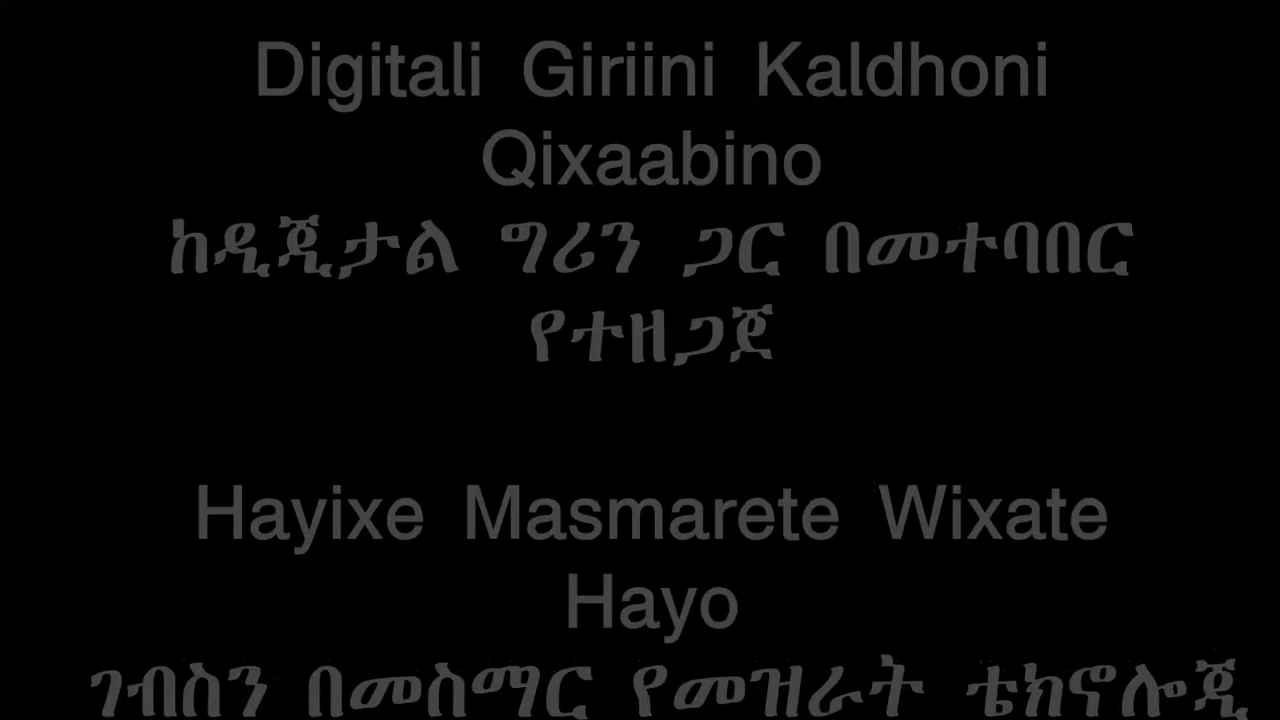 Digitali Giriini Kaldhoni
Qixaabino
ከዲጂታል ግሪን ጋር በመተባበር
የተዘጋጀ
Hayixe Masmarete Wixate
Hayo
ገብስን በመስማር የመዝራት ቴክኖሎጂ